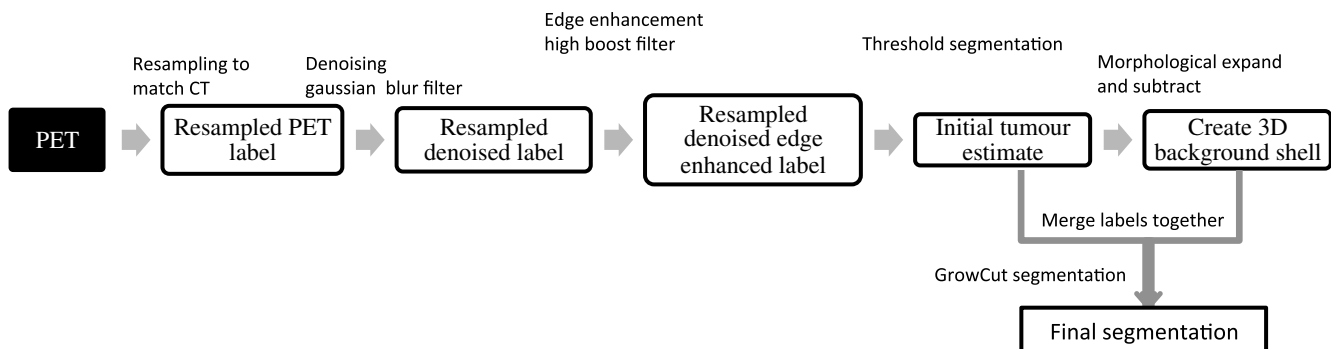 Edge enhancement
high boost filter
Resampling to
match CT
Denoising
gaussian blur filter
Threshold segmentation
Morphological expand
and subtract
PET
Resampled PET
label
Resampled
denoised label
Resampled
denoised edge
enhanced label
Initial tumour
estimate
Create 3D
background shell
Merge labels together
GrowCut segmentation
Final segmentation